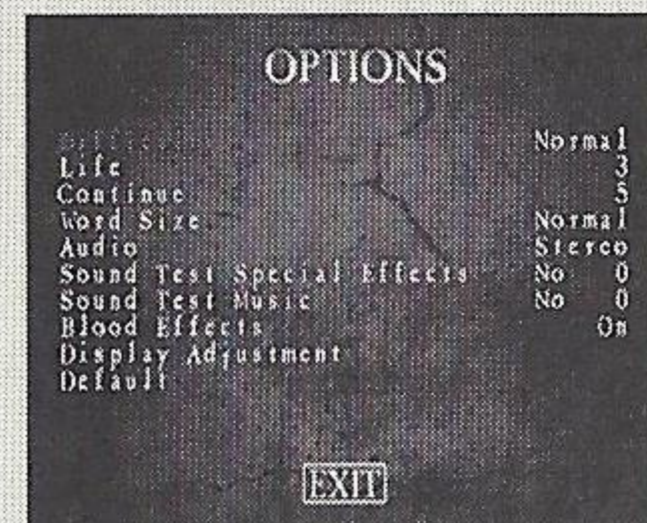 OPTIONS
Difficulty Normal
Life 3
Continue 5
Word Size Normal
Audio Stereo
Sound Test Special Effects No 0
Sound Test Music No 0
Blood Effects On
Display Adjustment
Default
EXIT